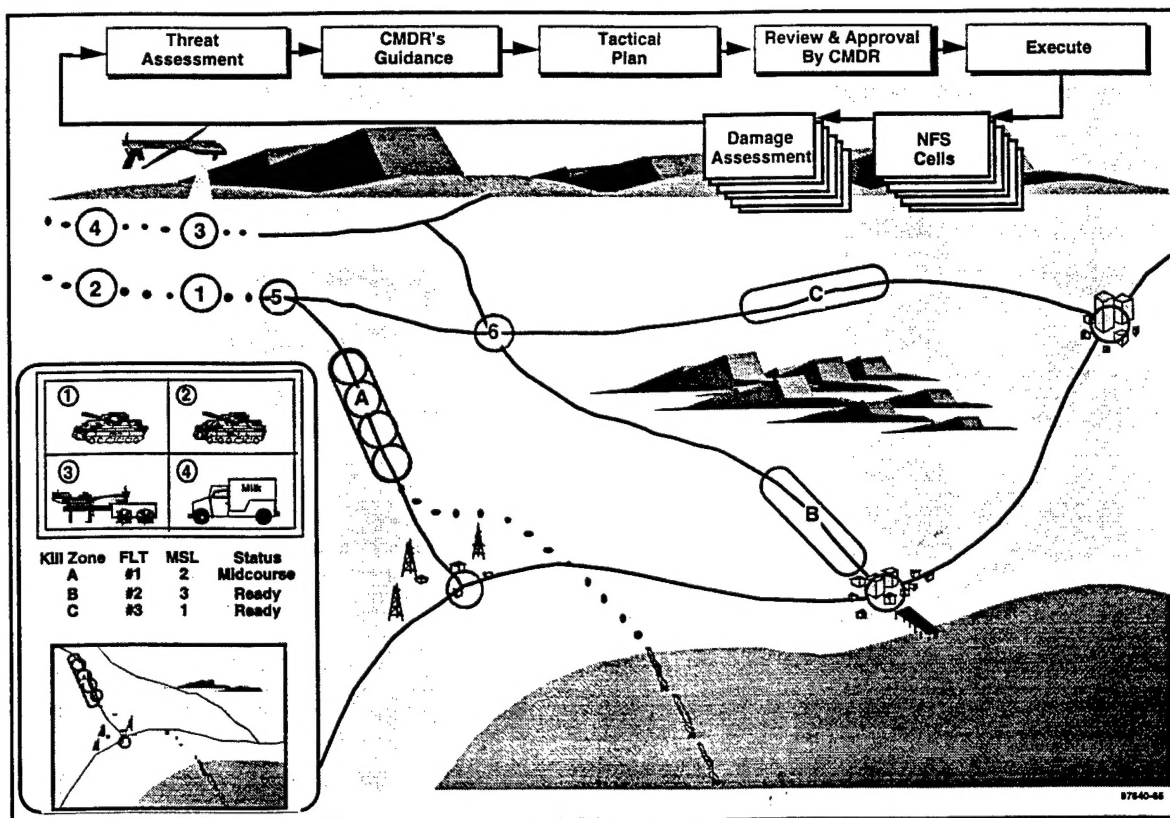 Threat
Assessment
CMDR's
Guidance
Tactical
Plan
Review & Approval
By CMDR
Execute
Damage
Assessment
NFS
Cells
4
3
2
1
5
6
C
A
B
1
2
3
4
Milk
Kill Zone FLT MSL Status
A #1 2 Midcourse
B #2 3 Ready
C #3 1 Ready
97640-65